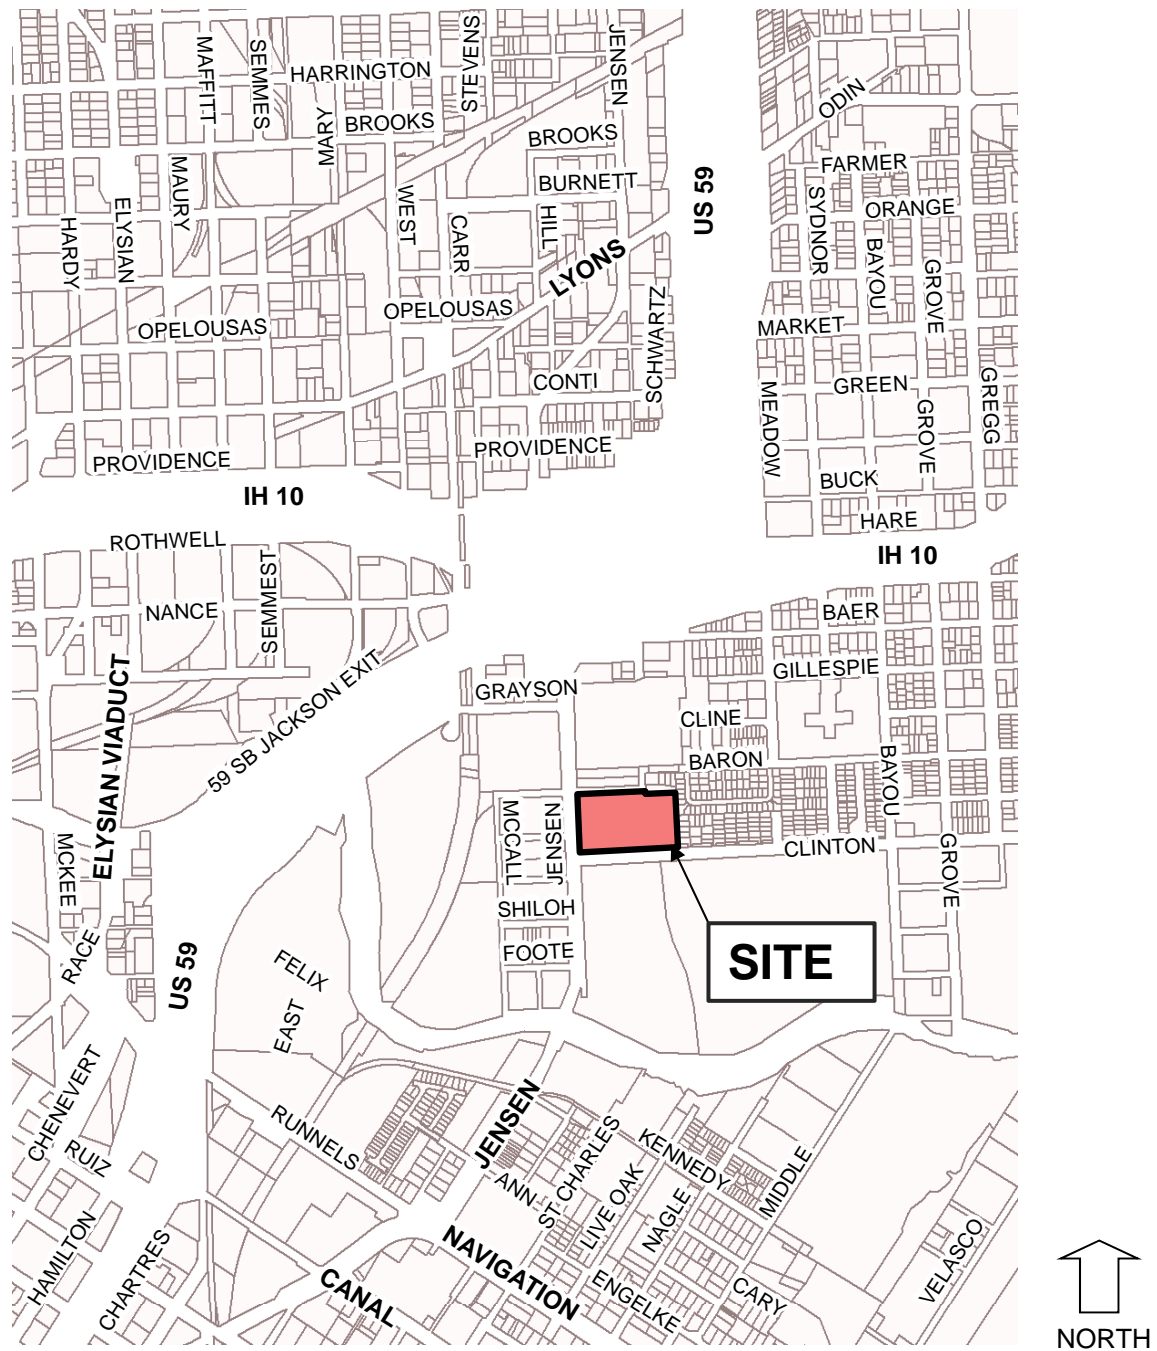 MAFFITT
SEMMES
HARRINGTON
STEVENS
JENSEN
MARY
BROOKS
BROOKS
ODIN
FARMER
MAURY
BURNETT
US 59
SYDNOR
ORANGE
HARDY
ELYSIAN
WEST
CARR
HILL
LYONS
BAYOU
GROVE
OPELOUSAS
OPELOUSAS
SCHWARTZ
MARKET
CONTI
MEADOW
GREEN
GROVE
GREGG
PROVIDENCE
PROVIDENCE
BUCK
IH 10
HARE
ROTHWELL
IH 10
SEMMEST
NANCE
BAER
ELYSIAN VIADUCT
59 SB JACKSON EXIT
GRAYSON
GILLESPIE
CLINE
BARON
BAYOU
MCCALL
JENSEN
MCKEE
CLINTON
GROVE
SHILOH
RACE
US 59
FELIX
FOOTE
SITE
EAST
CHENEVERT
RUIZ
RUNNELS
JENSEN
ANN
ST CHARLES
KENNEDY
LIVE OAK
NAGLE
MIDDLE
HAMILTON
CHARTRES
CANAL
NAVIGATION
ENGELKE
CARY
VELASCO
NORTH